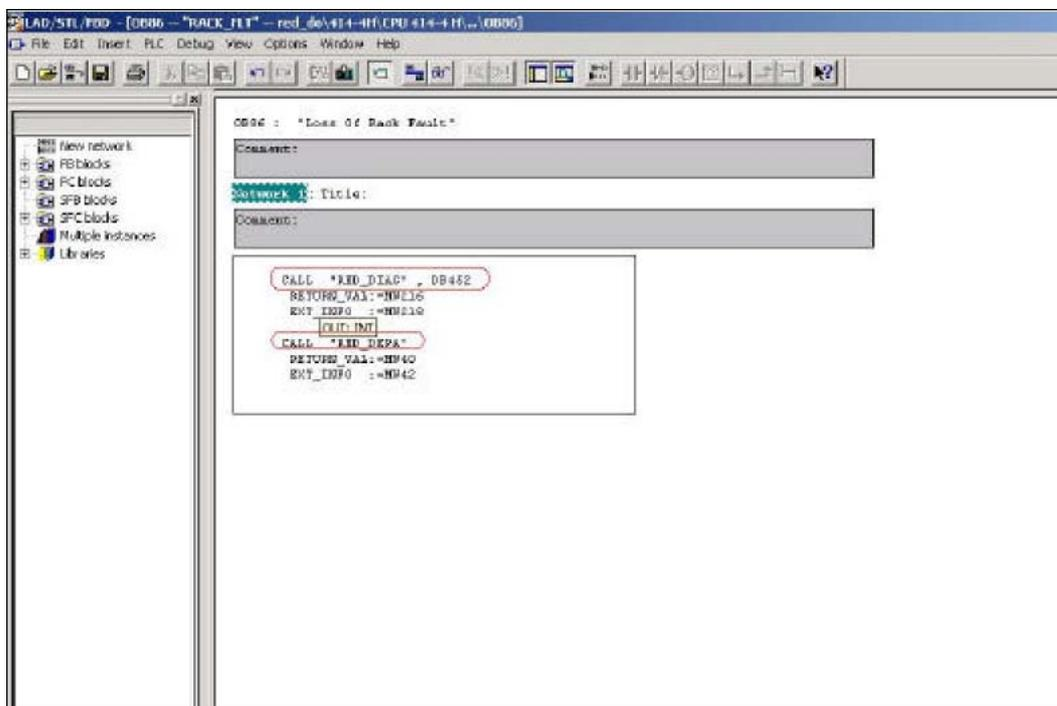 LAD/STL/FBD - [OB86 -- "RACK_FLT" -- red_do\414-4H\CPU 414-4 H\...\OB86]
File Edit Insert PLC Debug View Options Window Help
OB86 : "Loss Of Rack Fault"
Comment:
Network 1: Title:
Comment:
New network
FB blocks
FC blocks
SFB blocks
SFC blocks
Multiple instances
Libraries
CALL "RED_DIAG" , DB452
RETURN_VAL:=MW216
EXT_INFO :=MW218
OUT: INT
CALL "RED_DEPA"
RETURN_VAL:=MW40
EXT_INFO :=MW42